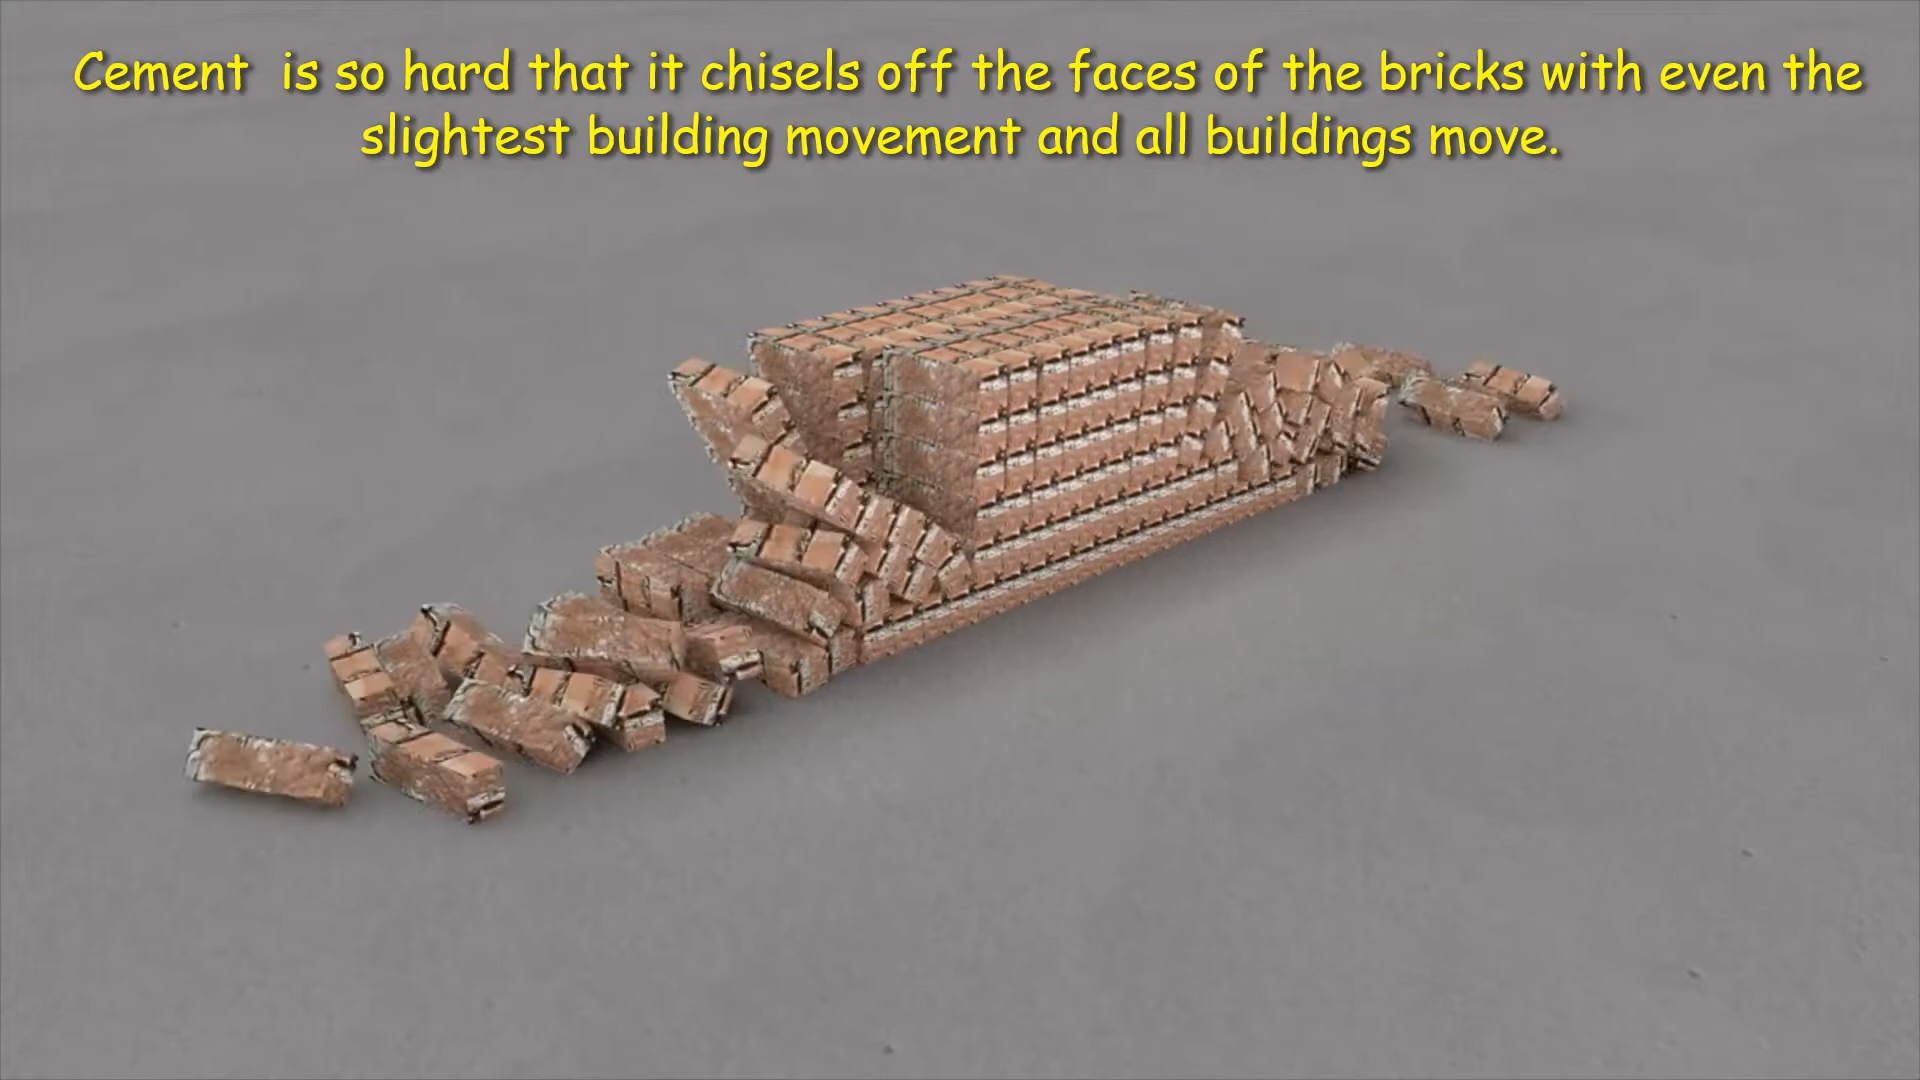 Cement  is so hard that it chisels off the faces of the bricks with even the
slightest building movement and all buildings move.